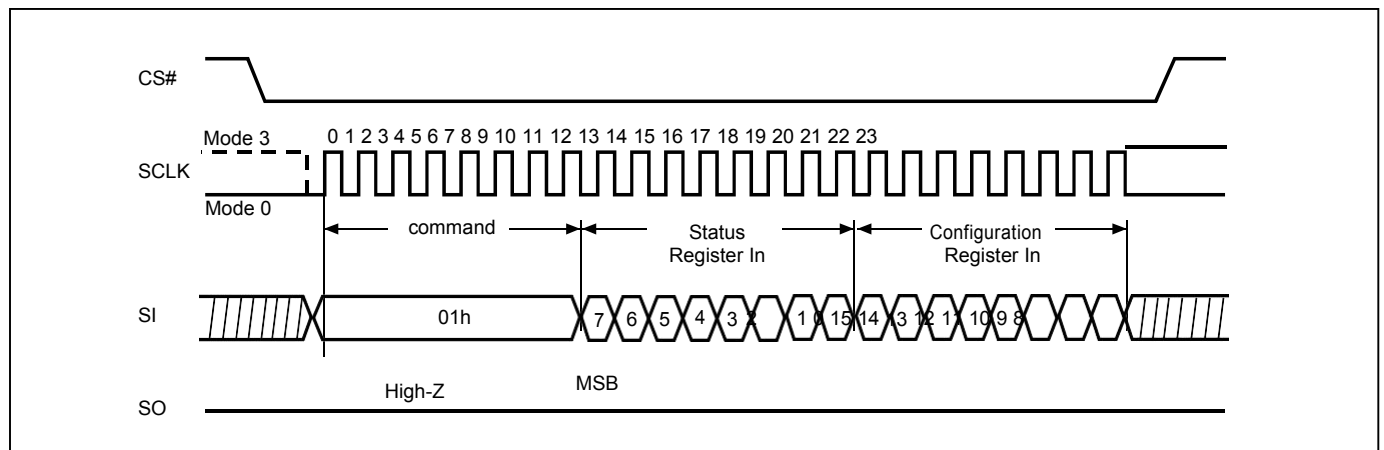 CS#
Mode 3
0 1 2 3 4 5 6 7 8 9 10 11 12 13 14 15 16 17 18 19 20 21 22 23
SCLK
Mode 0
command
Status
Register In
Configuration
Register In
SI
01h
7 6 5 4 3 2 1 0 15 14 13 12 11 10 9 8
High-Z
MSB
SO